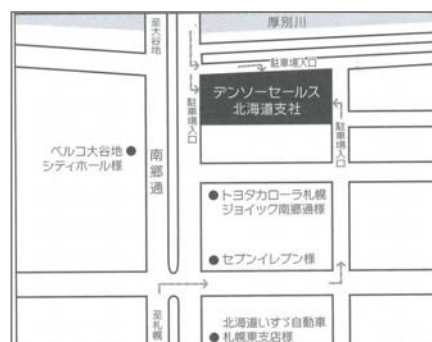 厚別川
至大谷地
駐車場入口
デンソーセールス
北海道支社
駐車場入口
駐車場入口
ベルコ大谷地
シティホール様
南郷通
トヨタカローラ札幌
ジョイック南郷通様
セブンイレブン様
至札幌
北海道いすゞ自動車
札幌東支店様